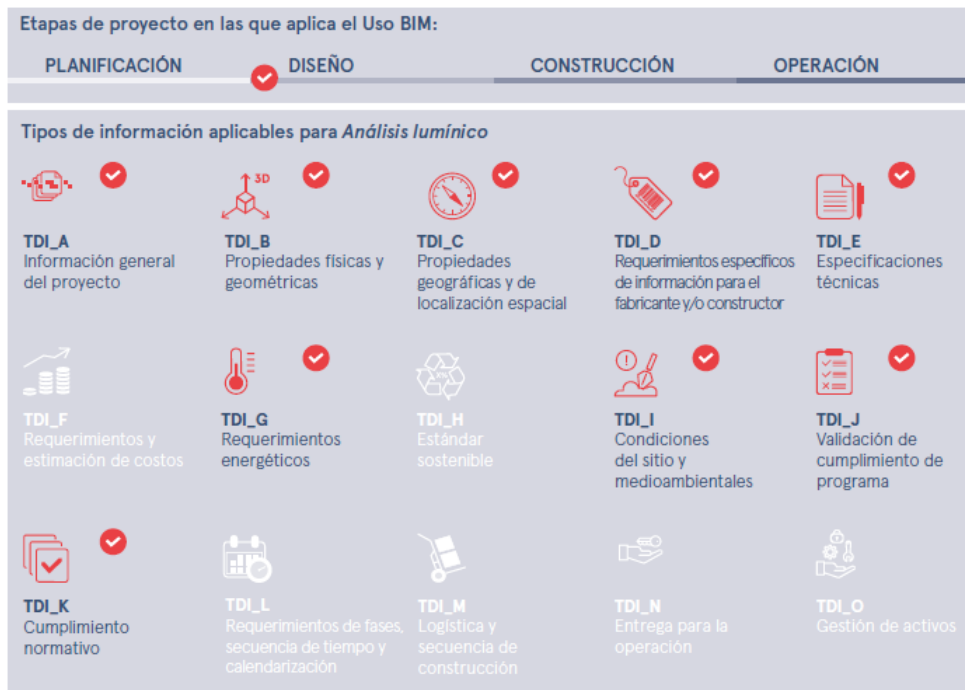 Etapas de proyecto en las que aplica el Uso BIM:
PLANIFICACIÓN DISEÑO CONSTRUCCIÓN OPERACIÓN
Tipos de información aplicables para Análisis lumínico
3D
TDI_A
Información general
del proyecto
TDI_B
Propiedades físicas y
geométricas
TDI_C
Propiedades
geográficas y de
localización espacial
TDI_D
Requerimientos específicos
de información para el
fabricante y/o constructor
TDI_E
Especificaciones
técnicas
TDI_F
Requerimientos y
estimación de costos
TDI_G
Requerimientos
energéticos
TDI_H
Estándar
sostenible
TDI_I
Condiciones
del sitio y
medioambientales
TDI_J
Validación de
cumplimiento de
programa
TDI_K
Cumplimiento
normativo
TDI_L
Requerimientos de fases,
secuencia de tiempo y
calendarización
TDI_M
Logística y
secuencia de
construcción
TDI_N
Entrega para la
operación
TDI_O
Gestión de activos